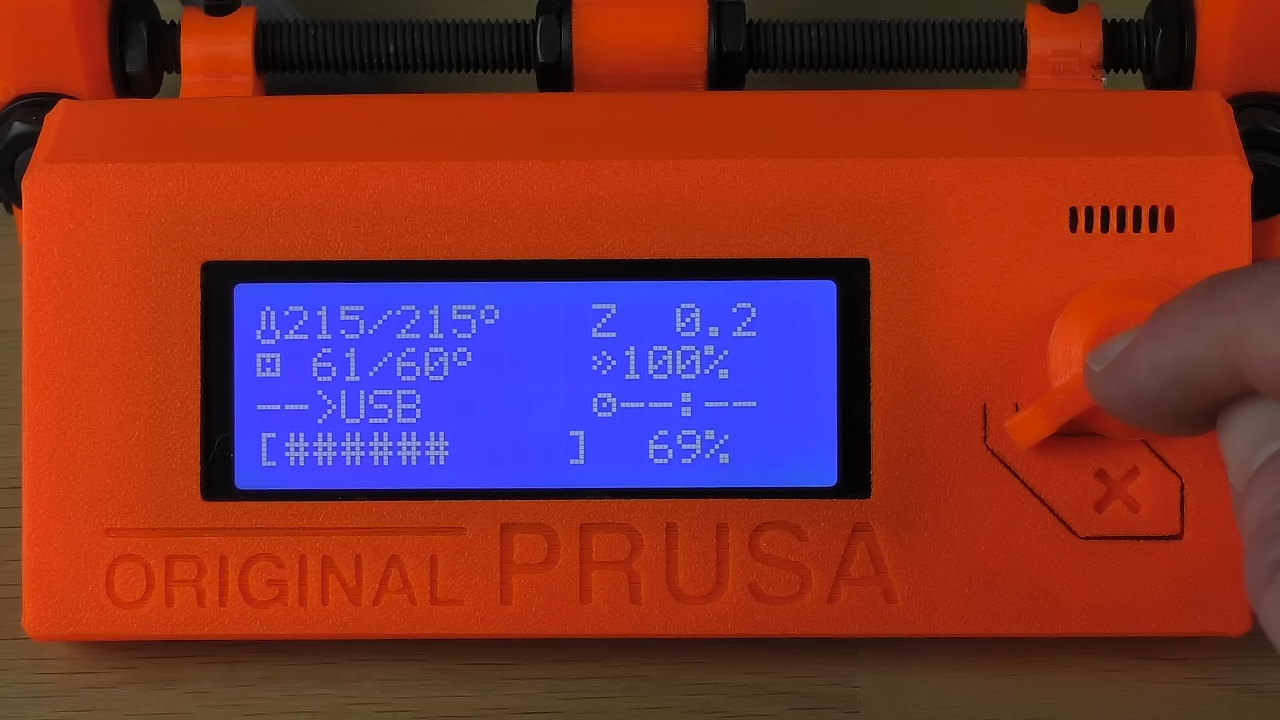 215/215° Z 0.2
61/60° 100%
-->USB --:--
[###### ] 69%
ORIGINAL PRUSA